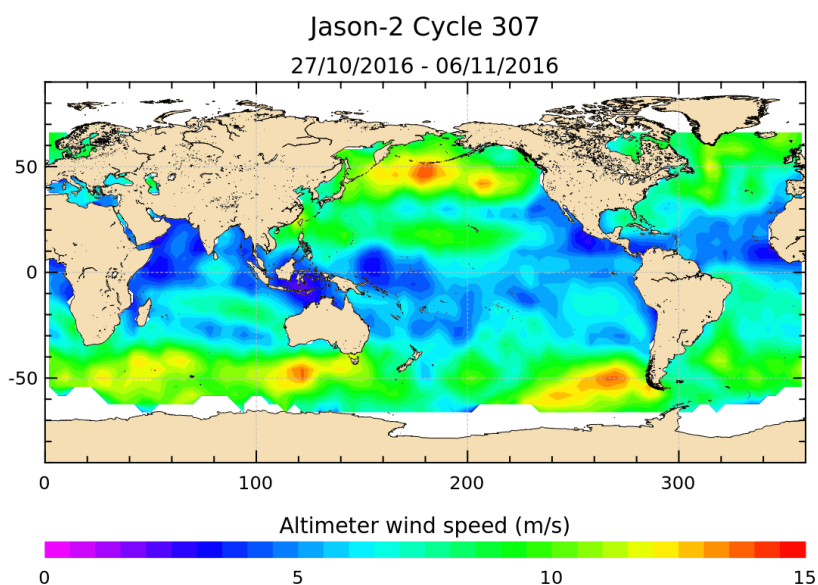 Jason-2 Cycle 307
27/10/2016 - 06/11/2016
50
0
-50
0 100 200 300
Altimeter wind speed (m/s)
0 5 10 15